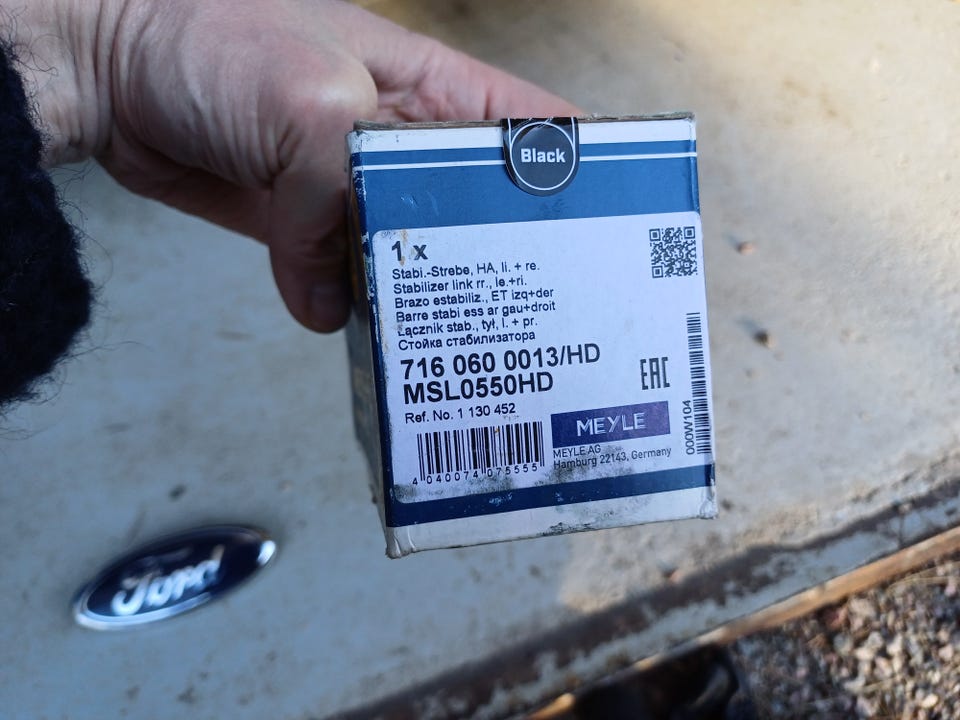 Black
1 x
Stabi.-Strebe, HA, li. + re.
Stabilizer link rr., le.+ri.
Brazo estabiliz., ET izq+der
Barre stabi ess ar gau+droit
Łącznik stab., tył, l. + pr.
Стойка стабилизатора
716 060 0013/HD
MSL0550HD
Ref. No. 1 130 452
EAC
000W104
MEYLE
MEYLE AG
Hamburg 22143, Germany
4 040074 075555
Ford